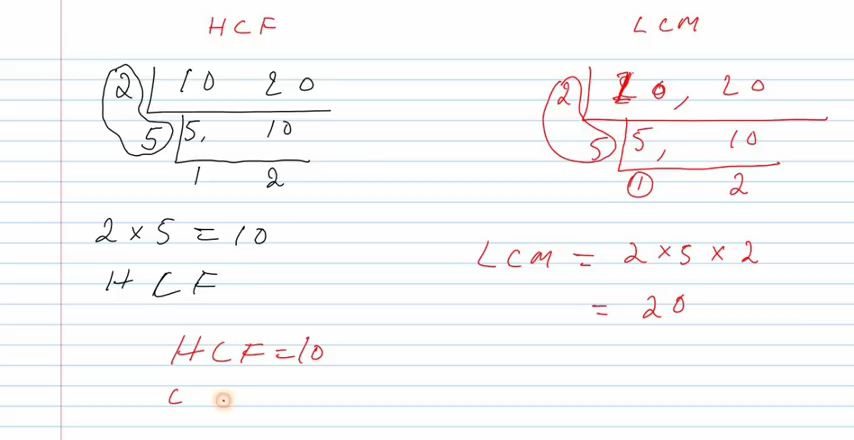 HCF
2 | 10 20
5 | 5, 10
1 2
2 × 5 = 10
HCF
HCF = 10
C
LCM
2 | 10, 20
5 | 5, 10
1 2
LCM = 2 × 5 × 2
= 20